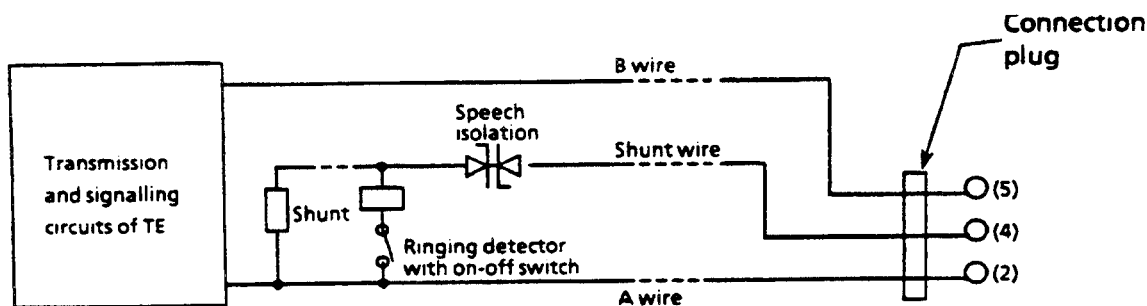 Connection
plug
B wire
Speech
isolation
Transmission
and signalling
circuits of TE
Shunt wire
Shunt
(5)
(4)
Ringing detector
with on-off switch
(2)
A wire